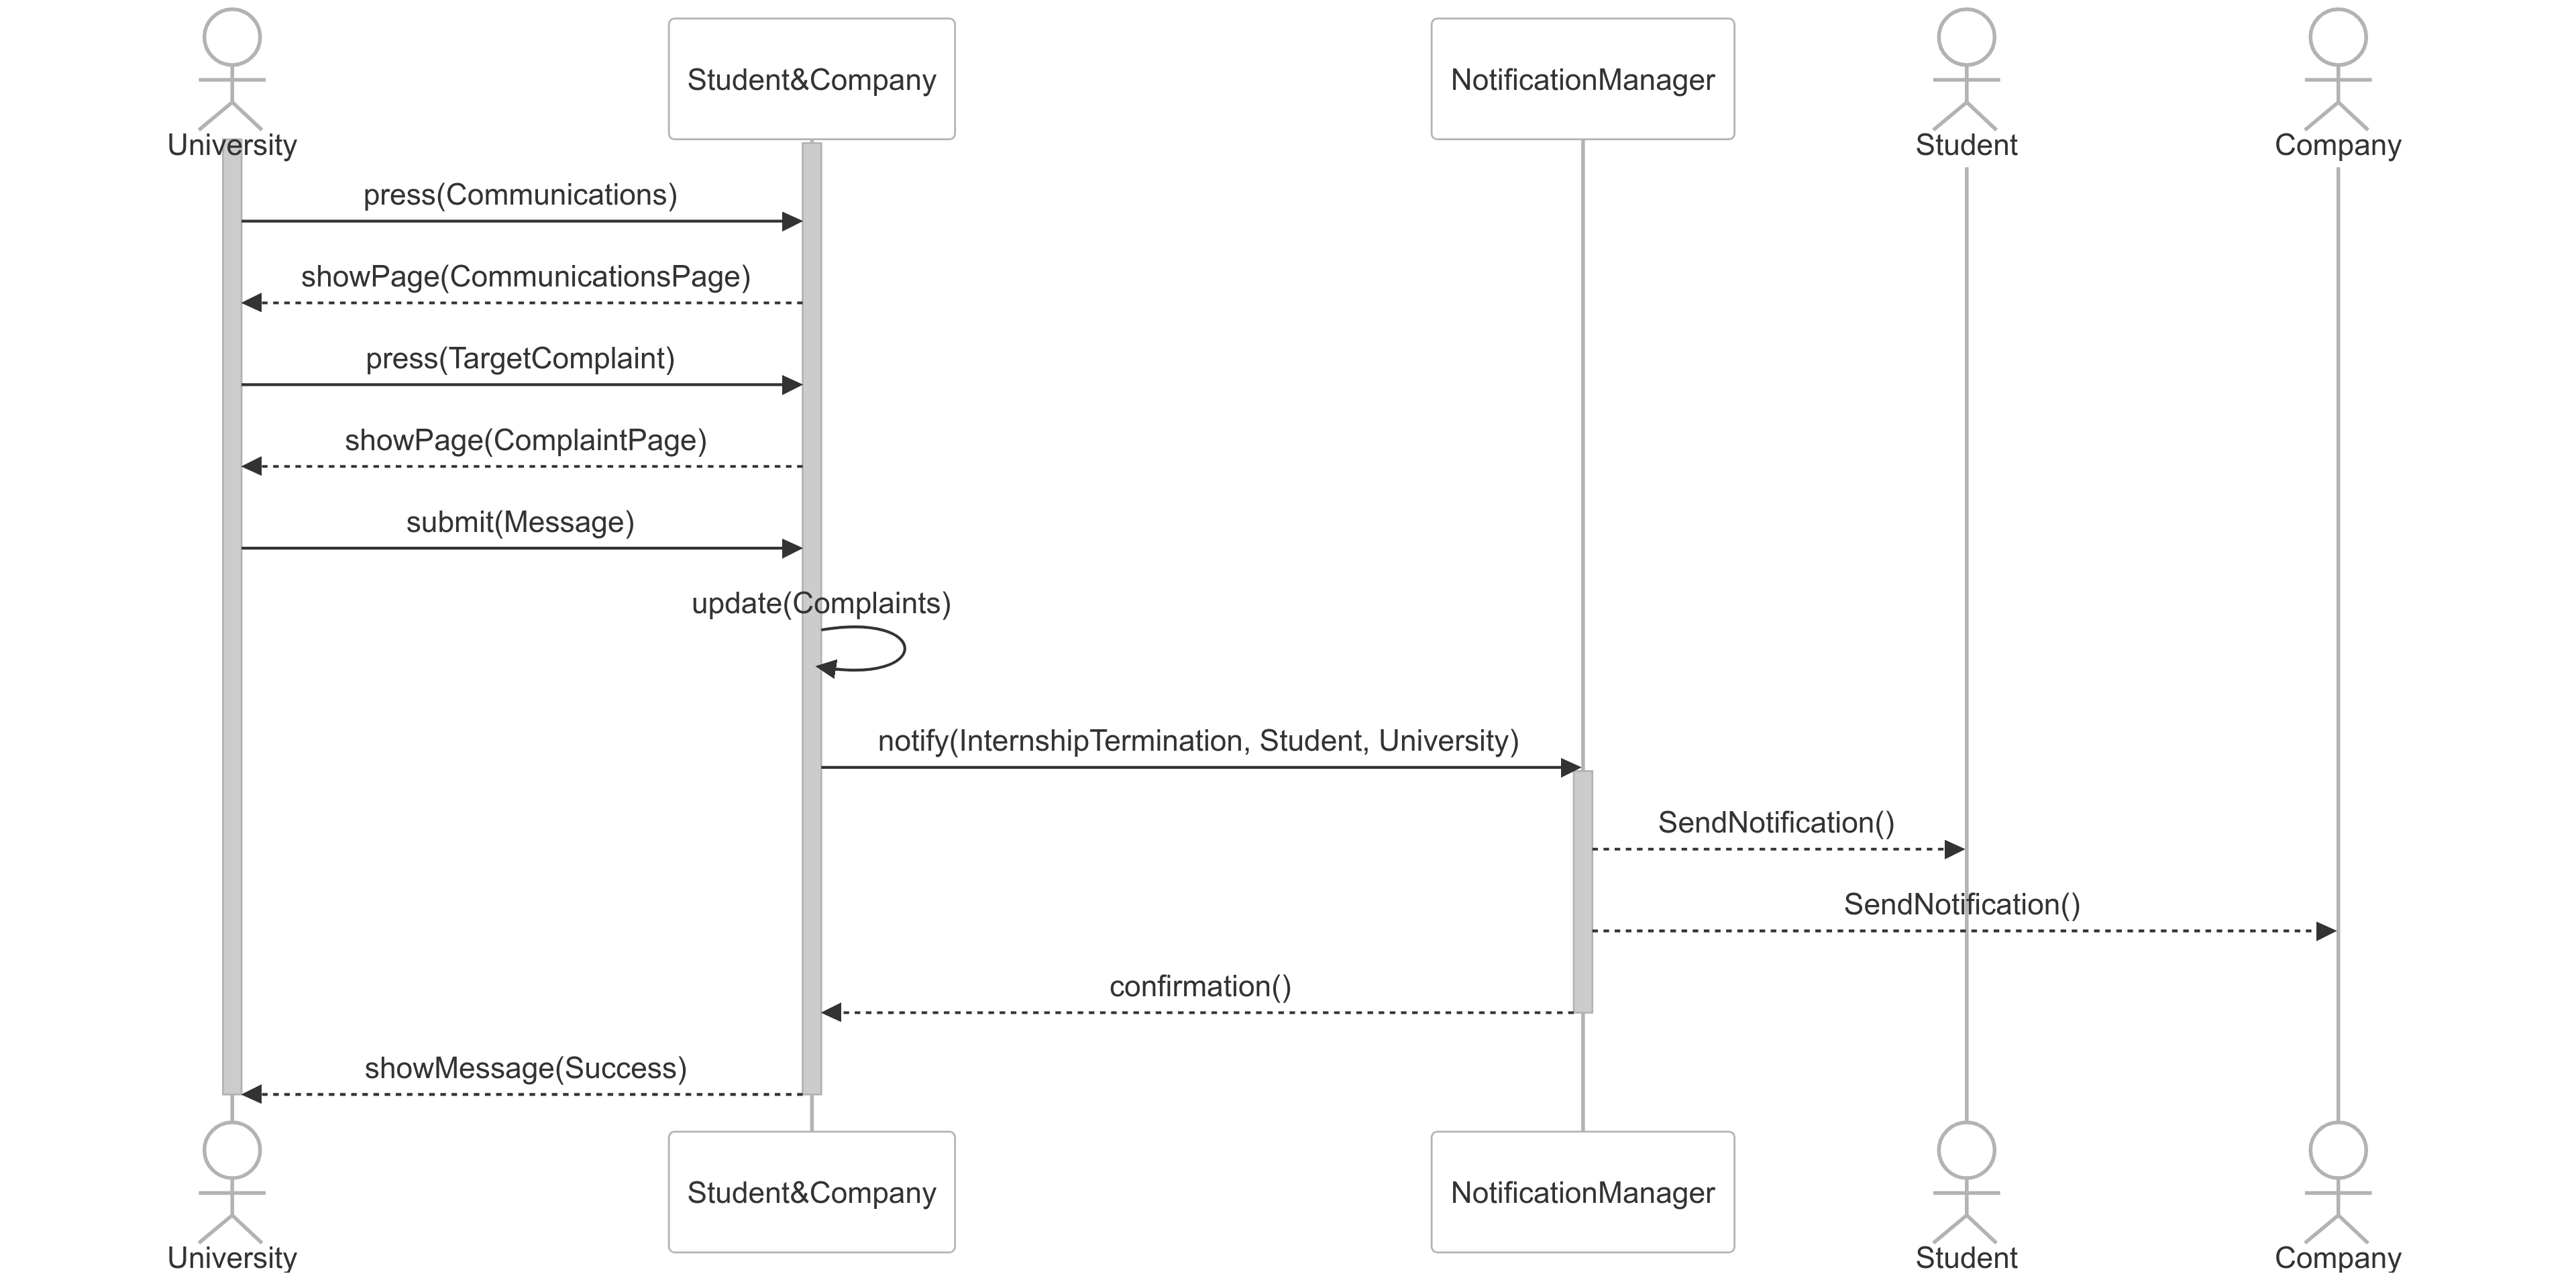 University
Student&Company
NotificationManager
Student
Company
press(Communications)
showPage(CommunicationsPage)
press(TargetComplaint)
showPage(ComplaintPage)
submit(Message)
update(Complaints)
notify(InternshipTermination, Student, University)
SendNotification()
SendNotification()
confirmation()
showMessage(Success)
University
Student&Company
NotificationManager
Student
Company